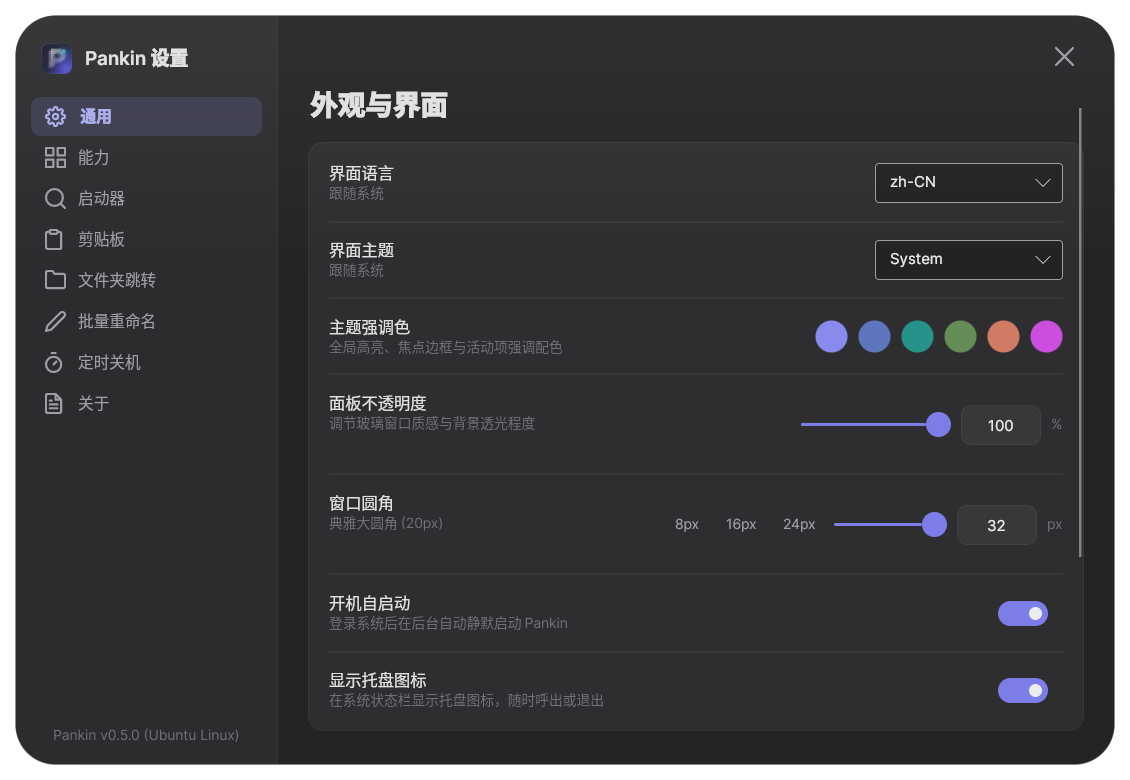 Pankin 设置
通用
能力
启动器
剪贴板
文件夹跳转
批量重命名
定时关机
关于
Pankin v0.5.0 (Ubuntu Linux)
外观与界面
界面语言
跟随系统
zh-CN
界面主题
跟随系统
System
主题强调色
全局高亮、焦点边框与活动项强调配色
面板不透明度
调节玻璃窗口质感与背景透光程度
100 %
窗口圆角
典雅大圆角 (20px)
8px 16px 24px 32 px
开机自启动
登录系统后在后台自动静默启动 Pankin
显示托盘图标
在系统状态栏显示托盘图标，随时呼出或退出